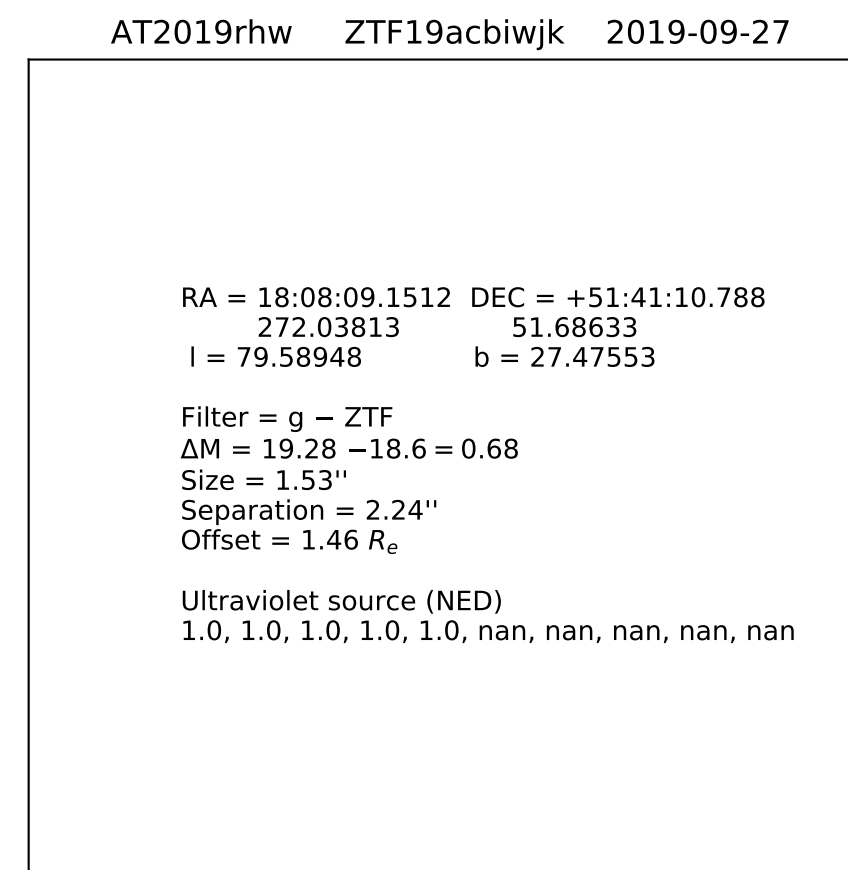 AT2019rhw ZTF19acbiwjk 2019-09-27
RA = 18:08:09.1512 DEC = +51:41:10.788
272.03813 51.68633
l = 79.58948 b = 27.47553
Filter = g − ZTF
ΔM = 19.28 −18.6 = 0.68
Size = 1.53''
Separation = 2.24''
Offset = 1.46 Re
Ultraviolet source (NED)
1.0, 1.0, 1.0, 1.0, 1.0, nan, nan, nan, nan, nan